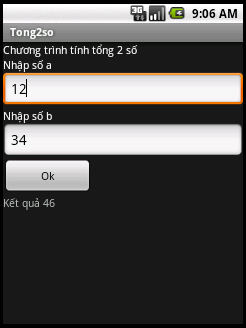 3G 9:06 AM
Tong2so
Chương trình tính tổng 2 số
Nhập số a
12
Nhập số b
34
Ok
Kết quả 46